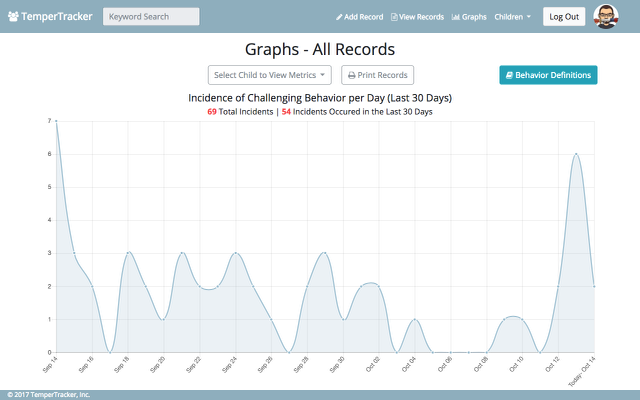 TemperTracker
Keyword Search
Add Record
View Records
Graphs
Children
Log Out
Graphs - All Records
Select Child to View Metrics
Print Records
Behavior Definitions
Incidence of Challenging Behavior per Day (Last 30 Days)
69 Total Incidents | 54 Incidents Occured in the Last 30 Days
7
6
5
4
3
2
1
0
Sep 14
Sep 16
Sep 18
Sep 20
Sep 22
Sep 24
Sep 26
Sep 28
Sep 30
Oct 02
Oct 04
Oct 06
Oct 08
Oct 10
Oct 12
Today- Oct 14
© 2017 TemperTracker, Inc.